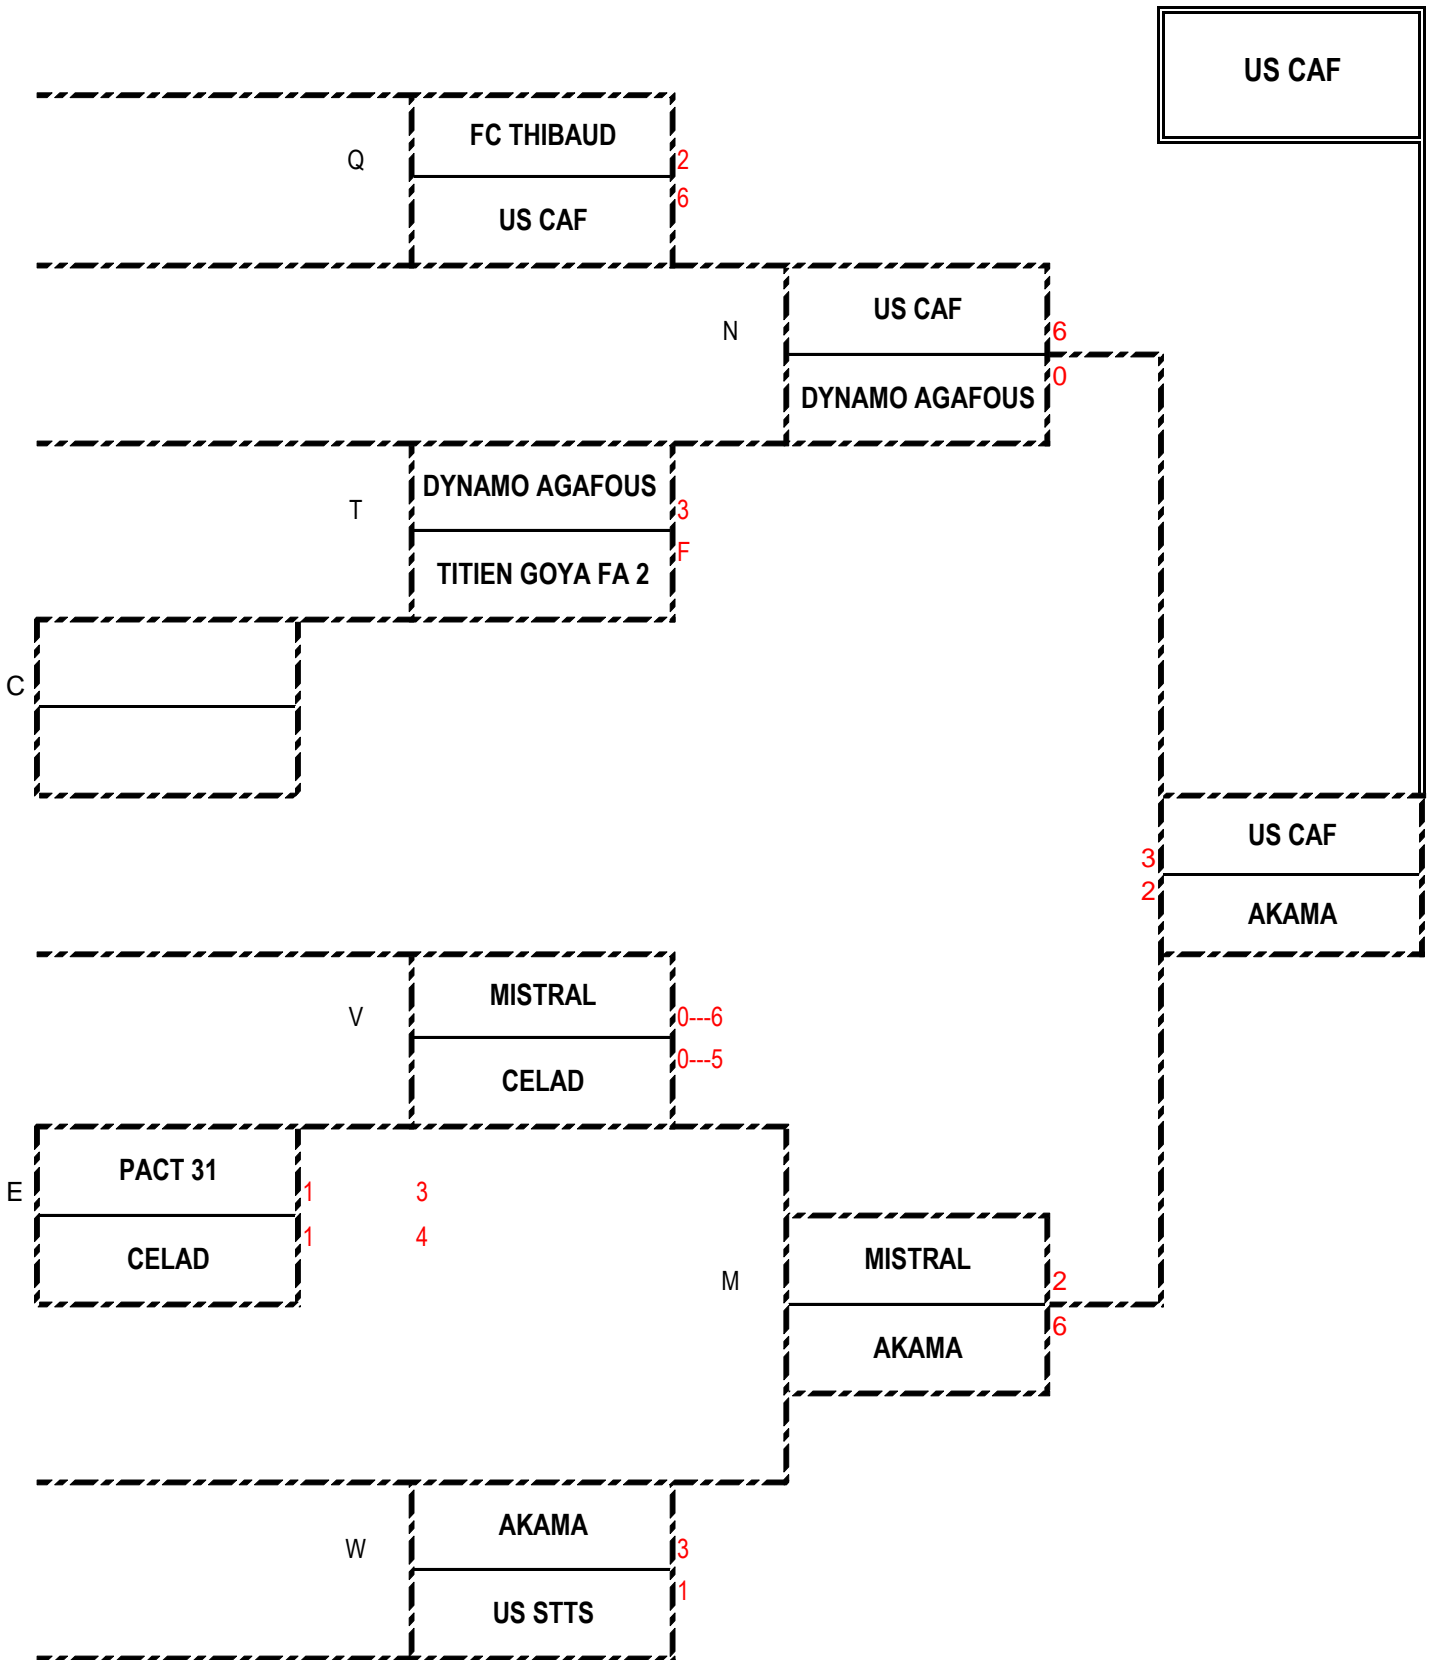 US CAF
FC THIBAUD
Q
2
6
US CAF
US CAF
N
6
0
DYNAMO AGAFOUS
DYNAMO AGAFOUS
T
3
F
TITIEN GOYA FA 2
C
US CAF
3
2
AKAMA
MISTRAL
V
0---6
0---5
CELAD
PACT 31
E
1 3
1 4
CELAD
MISTRAL
M
2
6
AKAMA
AKAMA
W
3
1
US STTS